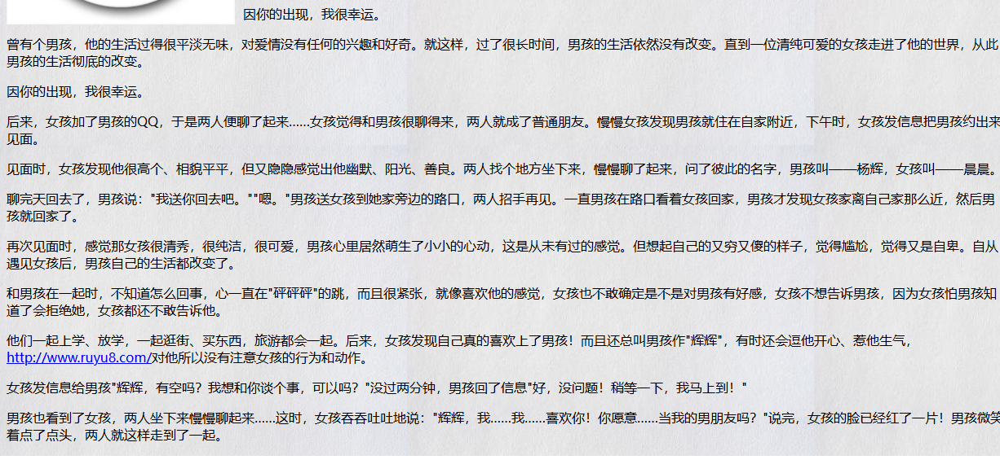 因你的出现，我很幸运。
曾有个男孩，他的生活过得很平淡无味，对爱情没有任何的兴趣和好奇。就这样，过了很长时间，男孩的生活依然没有改变。直到一位清纯可爱的女孩走进了他的世界，从此
男孩的生活彻底的改变。
因你的出现，我很幸运。
后来，女孩加了男孩的QQ，于是两人便聊了起来……女孩觉得和男孩很聊得来，两人就成了普通朋友。慢慢女孩发现男孩就住在自家附近，下午时，女孩发信息把男孩约出来
见面。
见面时，女孩发现他很高个、相貌平平，但又隐隐感觉出他幽默、阳光、善良。两人找个地方坐下来，慢慢聊了起来，问了彼此的名字，男孩叫——杨辉，女孩叫——晨晨。
聊完天回去了，男孩说："我送你回去吧。""嗯。"男孩送女孩到她家旁边的路口，两人招手再见。一直男孩在路口看着女孩回家，男孩才发现女孩家离自己家那么近，然后男
孩就回家了。
再次见面时，感觉那女孩很清秀，很纯洁，很可爱，男孩心里居然萌生了小小的心动，这是从未有过的感觉。但想起自己的又穷又傻的样子，觉得尴尬，觉得又是自卑。自从
遇见女孩后，男孩自己的生活都改变了。
和男孩在一起时，不知道怎么回事，心一直在"砰砰砰"的跳，而且很紧张，就像喜欢他的感觉，女孩也不敢确定是不是对男孩有好感，女孩不想告诉男孩，因为女孩怕男孩知
道了会拒绝她，女孩都还不敢告诉他。
他们一起上学、放学，一起逛街、买东西，旅游都会一起。后来，女孩发现自己真的喜欢上了男孩！而且还总叫男孩作"辉辉"，有时还会逗他开心、惹他生气，
http://www.ruyu8.com/对他所以没有注意女孩的行为和动作。
女孩发信息给男孩"辉辉，有空吗？我想和你谈个事，可以吗？"没过两分钟，男孩回了信息"好，没问题！稍等一下，我马上到！"
男孩也看到了女孩，两人坐下来慢慢聊起来……这时，女孩吞吞吐吐地说："辉辉，我……我……喜欢你！你愿意……当我的男朋友吗？"说完，女孩的脸已经红了一片！男孩微笑
着点了点头，两人就这样走到了一起。